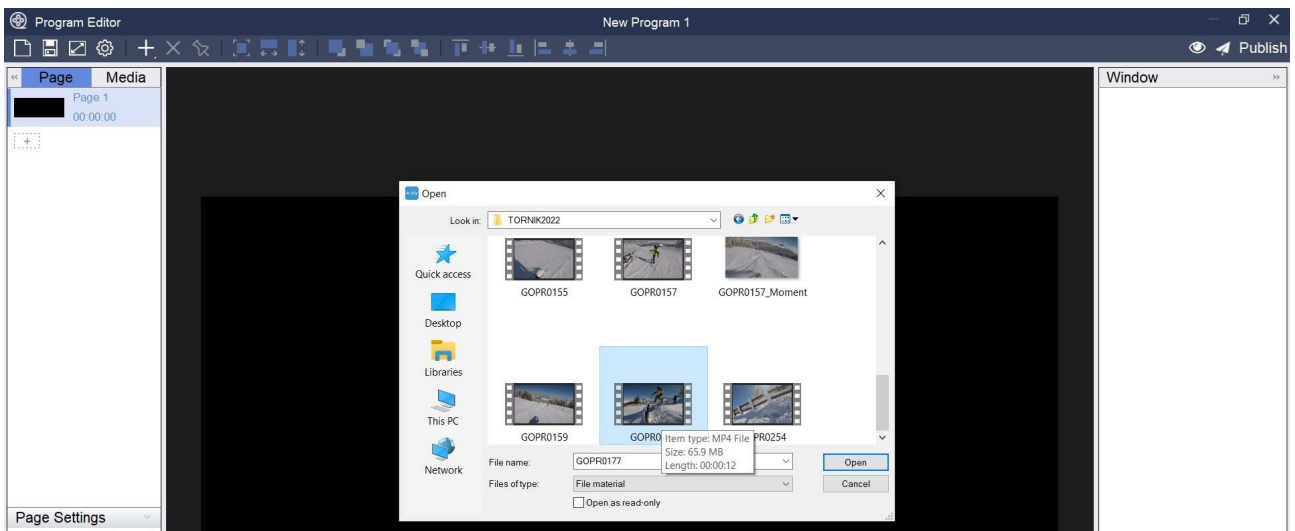 Program Editor
New Program 1
Publish
Page
Media
Window
Page 1
00:00:00
Open
Look in:
TORNIK2022
Quick access
Desktop
Libraries
This PC
Network
GOPR0155
GOPR0157
GOPR0157_Moment
GOPR0159
GOPR0
PR0254
Item type: MP4 File
Size: 65.9 MB
Length: 00:00:12
File name:
GOPR0177
Open
Files of type:
File material
Cancel
Open as read-only
Page Settings